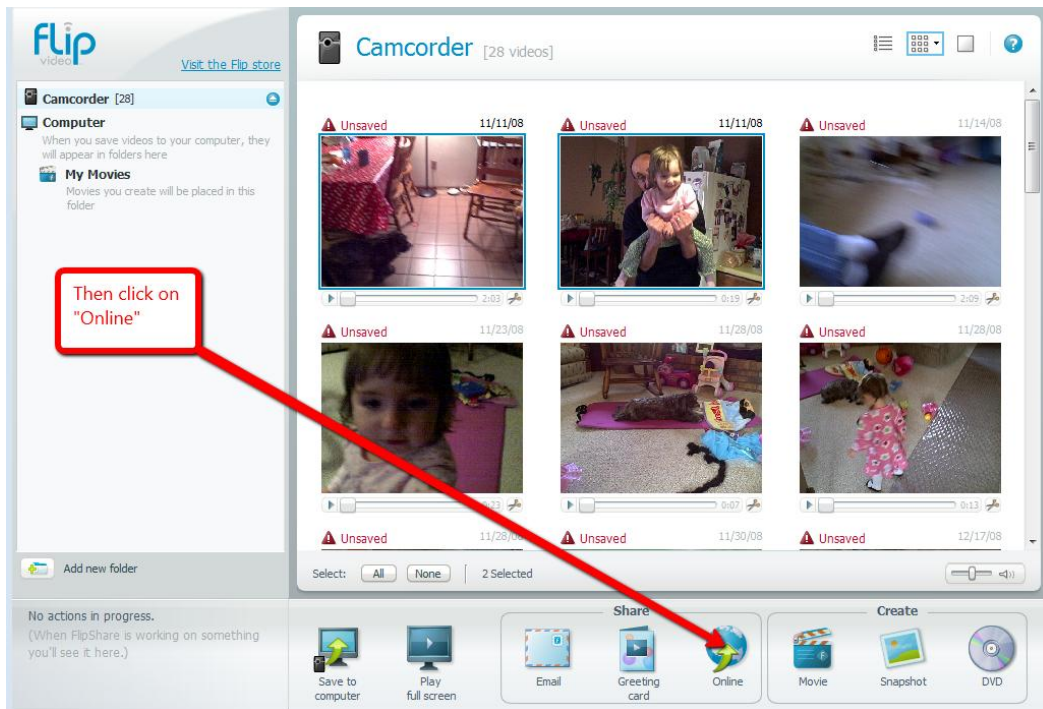 flip
video
Visit the Flip store
Camcorder [28]
Computer
When you save videos to your computer, they
will appear in folders here
My Movies
Movies you create will be placed in this
folder
Then click on
"Online"
Add new folder
Camcorder [28 videos]
?
Unsaved 11/11/08
Unsaved 11/11/08
Unsaved 11/14/08
2:03
0:19
2:09
Unsaved 11/23/08
Unsaved 11/28/08
Unsaved 11/28/08
0:23
0:07
0:13
Unsaved 11/28/08
Unsaved 11/30/08
Unsaved 12/17/08
Select: All None 2 Selected
No actions in progress.
(When FlipShare is working on something
you'll see it here.)
Save to
computer
Play
full screen
Share
Email
Greeting
card
Online
Create
Movie
Snapshot
DVD